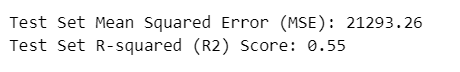 Test Set Mean Squared Error (MSE): 21293.26
Test Set R-squared (R2) Score: 0.55